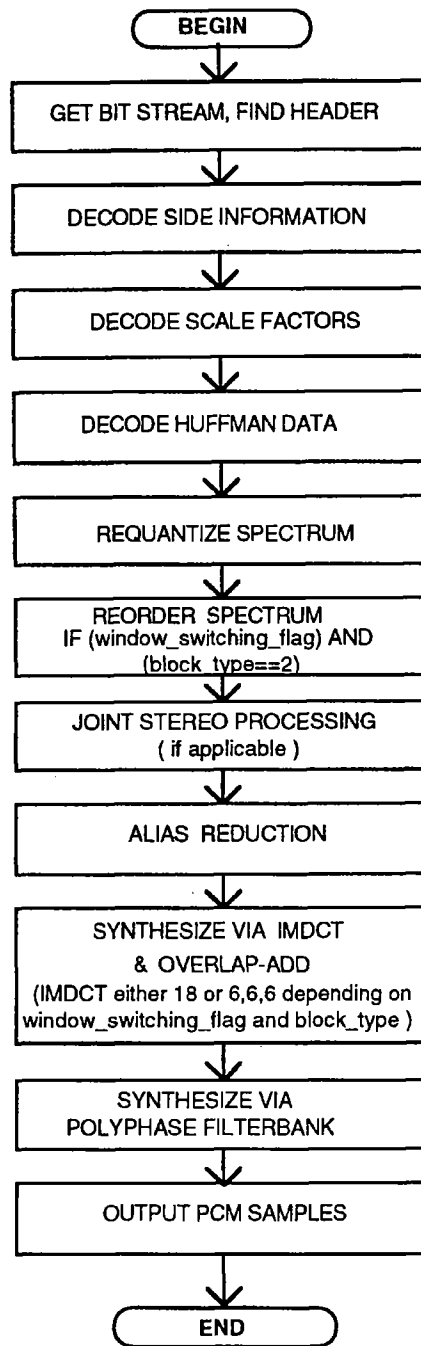 BEGIN
GET BIT STREAM, FIND HEADER
DECODE SIDE INFORMATION
DECODE SCALE FACTORS
DECODE HUFFMAN DATA
REQUANTIZE SPECTRUM
REORDER SPECTRUM
IF (window_switching_flag) AND
(block_type==2)
JOINT STEREO PROCESSING
( if applicable )
ALIAS REDUCTION
SYNTHESIZE VIA IMDCT
& OVERLAP-ADD
(IMDCT either 18 or 6,6,6 depending on
window_switching_flag and block_type )
SYNTHESIZE VIA
POLYPHASE FILTERBANK
OUTPUT PCM SAMPLES
END